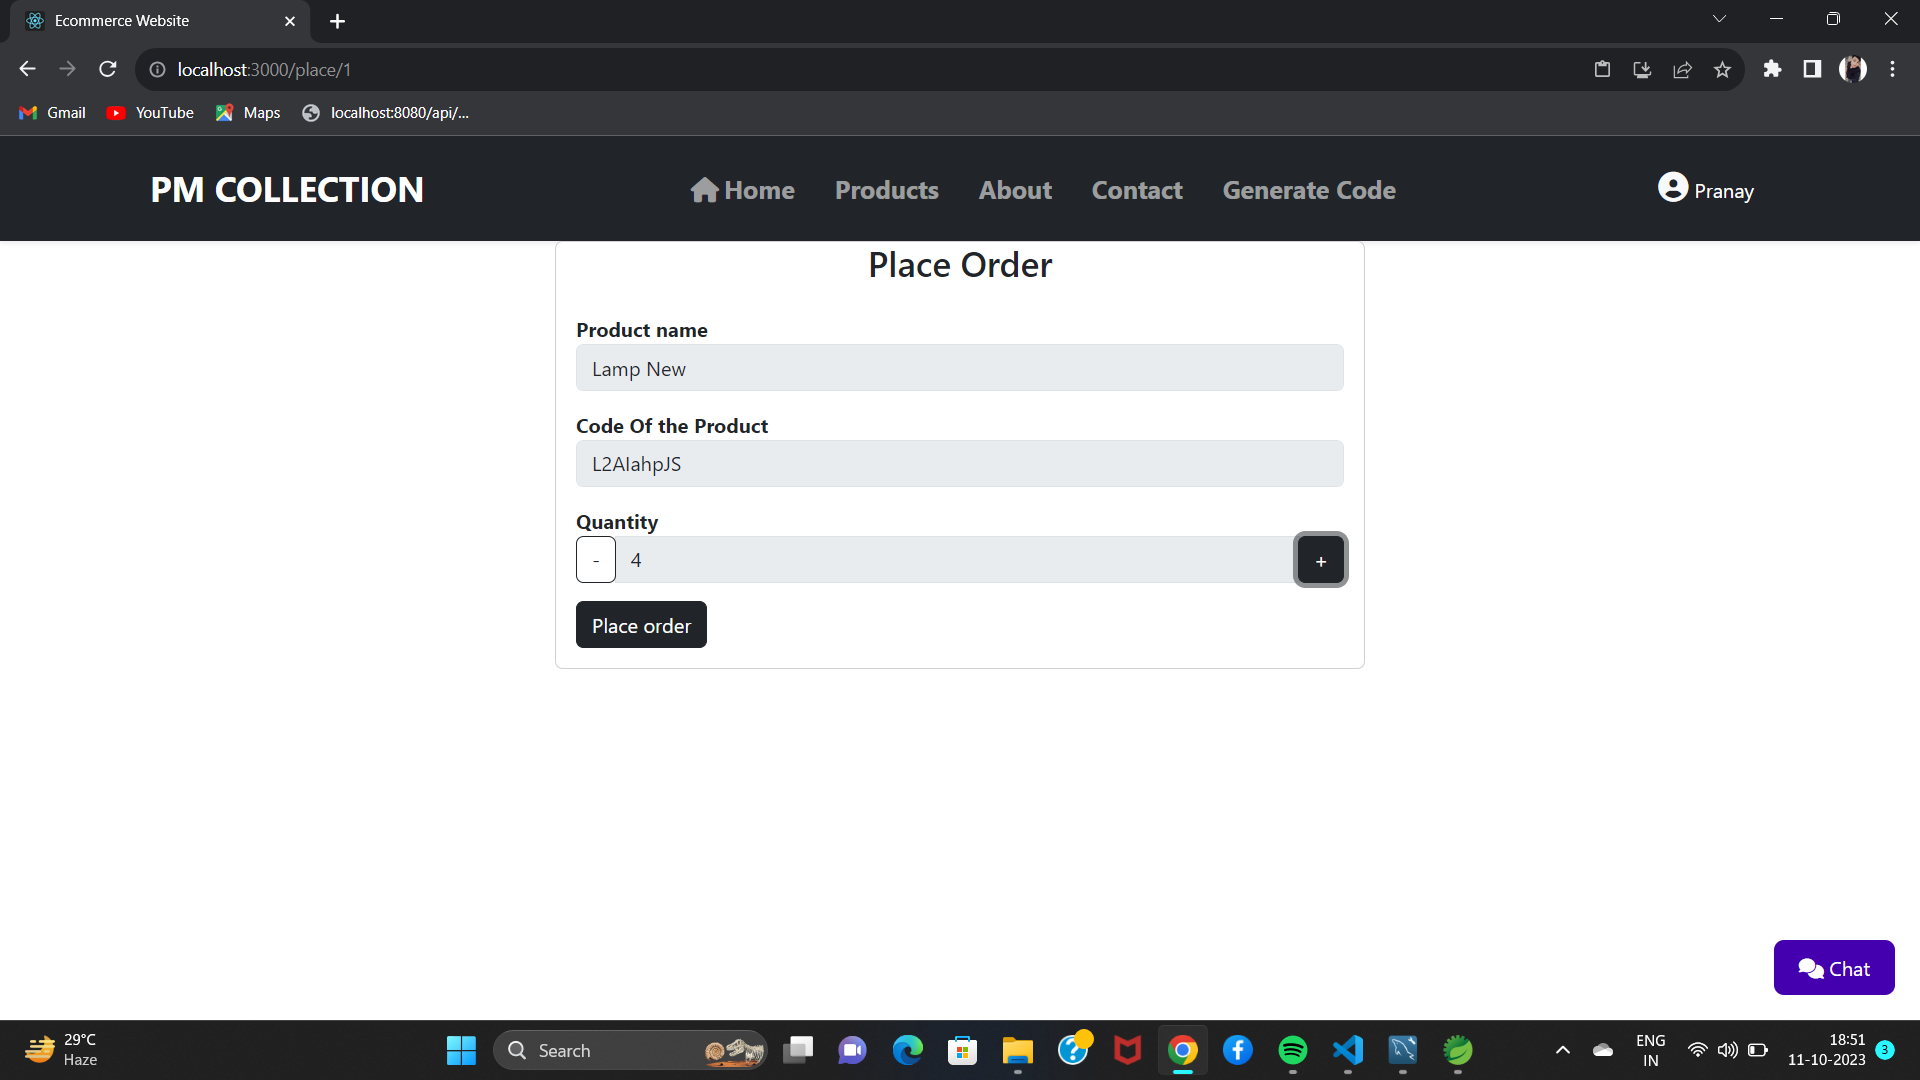 Ecommerce Website
localhost:3000/place/1
Gmail YouTube Maps localhost:8080/api/...
PM COLLECTION Home Products About Contact Generate Code Pranay
Place Order
Product name
Lamp New
Code Of the Product
L2AIahpJS
Quantity
- 4 +
Place order
Chat
29°C
Haze
Search
ENG
IN
18:51
11-10-2023
3